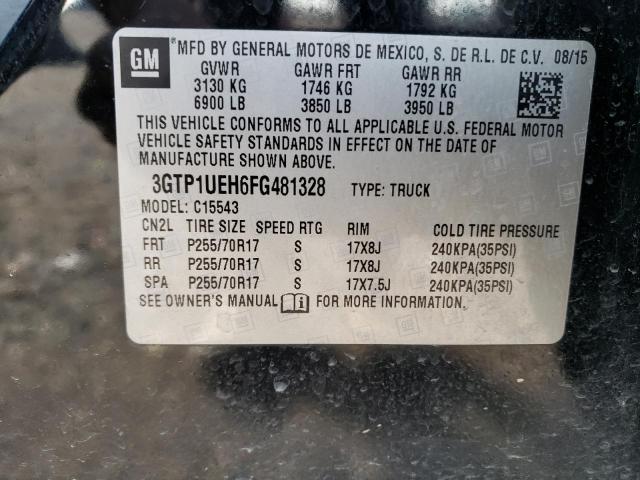 GM MFD BY GENERAL MOTORS DE MEXICO, S. DE R.L. DE C.V. 08/15
GVWR GAWR FRT GAWR RR
3130 KG 1746 KG 1792 KG
6900 LB 3850 LB 3950 LB
THIS VEHICLE CONFORMS TO ALL APPLICABLE U.S. FEDERAL MOTOR
VEHICLE SAFETY STANDARDS IN EFFECT ON THE DATE OF
MANUFACTURE SHOWN ABOVE.
3GTP1UEH6FG481328 TYPE: TRUCK
MODEL: C15543
CN2L TIRE SIZE SPEED RTG RIM COLD TIRE PRESSURE
FRT P255/70R17 S 17X8J 240KPA(35PSI)
RR P255/70R17 S 17X8J 240KPA(35PSI)
SPA P255/70R17 S 17X7.5J 240KPA(35PSI)
SEE OWNER'S MANUAL FOR MORE INFORMATION.